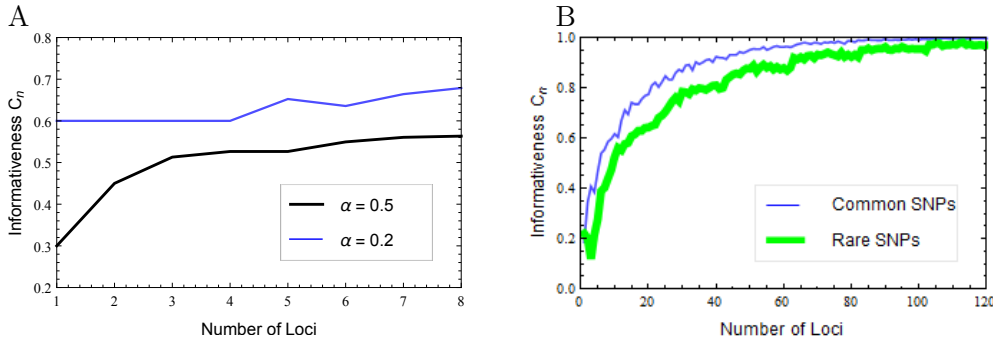 A
0.8
0.7
0.6
0.5
0.4
0.3
0.2
1 2 3 4 5 6 7 8
Informativeness Cn
Number of Loci
α = 0.5
α = 0.2
B
1.0
0.8
0.6
0.4
0.2
0.0
0 20 40 60 80 100 120
Informativeness Cn
Number of Loci
Common SNPs
Rare SNPs